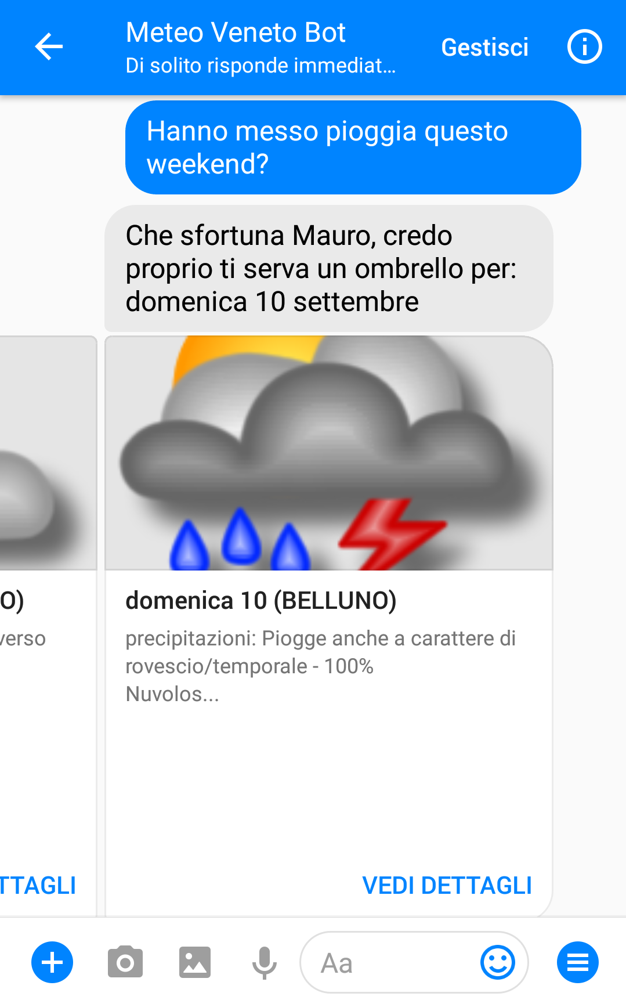 Meteo Veneto Bot
Di solito risponde immediat...
Gestisci
Hanno messo pioggia questo
weekend?
Che sfortuna Mauro, credo
proprio ti serva un ombrello per:
domenica 10 settembre
O)
verso
TTAGLI
domenica 10 (BELLUNO)
precipitazioni: Piogge anche a carattere di
rovescio/temporale - 100%
Nuvolos...
VEDI DETTAGLI
Aa